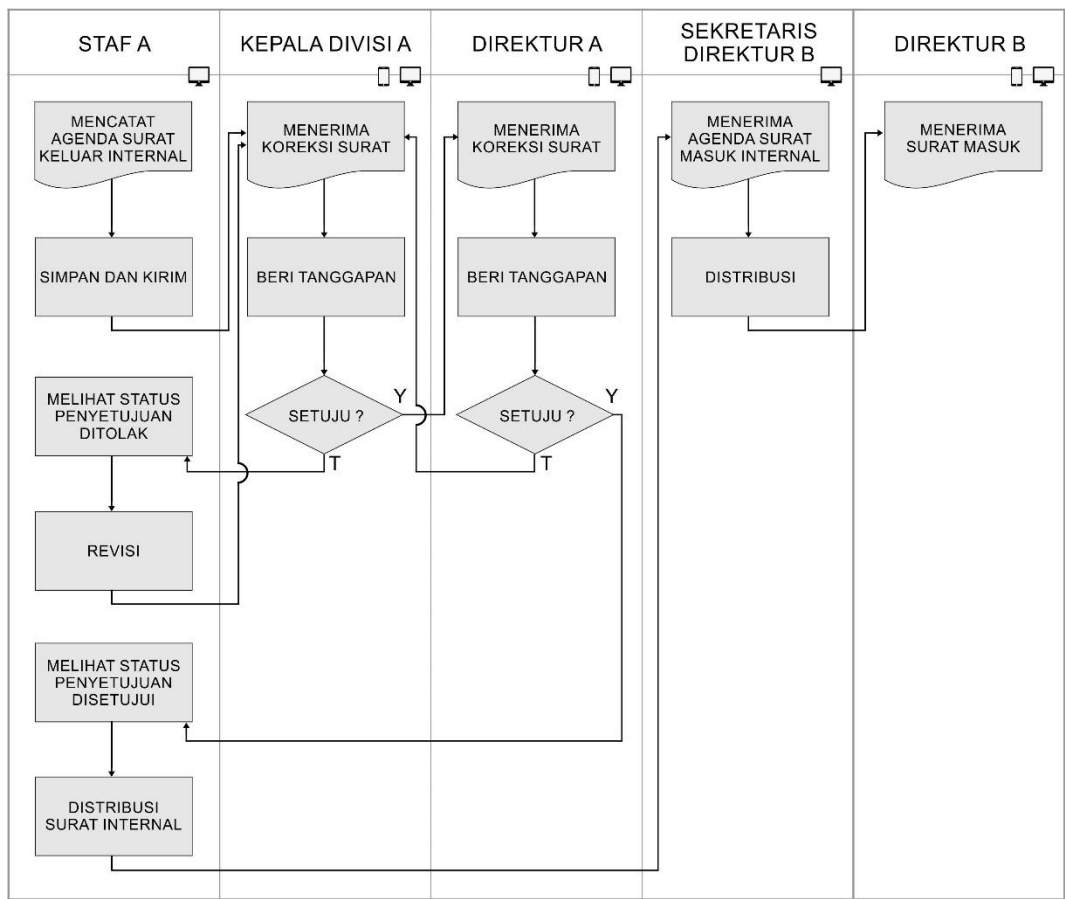 STAF A
KEPALA DIVISI A
DIREKTUR A
SEKRETARIS
DIREKTUR B
DIREKTUR B
MENCATAT
AGENDA SURAT
KELUAR INTERNAL
MENERIMA
KOREKSI SURAT
MENERIMA
KOREKSI SURAT
MENERIMA
AGENDA SURAT
MASUK INTERNAL
MENERIMA
SURAT MASUK
SIMPAN DAN KIRIM
BERI TANGGAPAN
BERI TANGGAPAN
DISTRIBUSI
MELIHAT STATUS
PENYETUJUAN
DITOLAK
SETUJU ?
Y
T
SETUJU ?
Y
T
REVISI
MELIHAT STATUS
PENYETUJUAN
DISETUJUI
DISTRIBUSI
SURAT INTERNAL